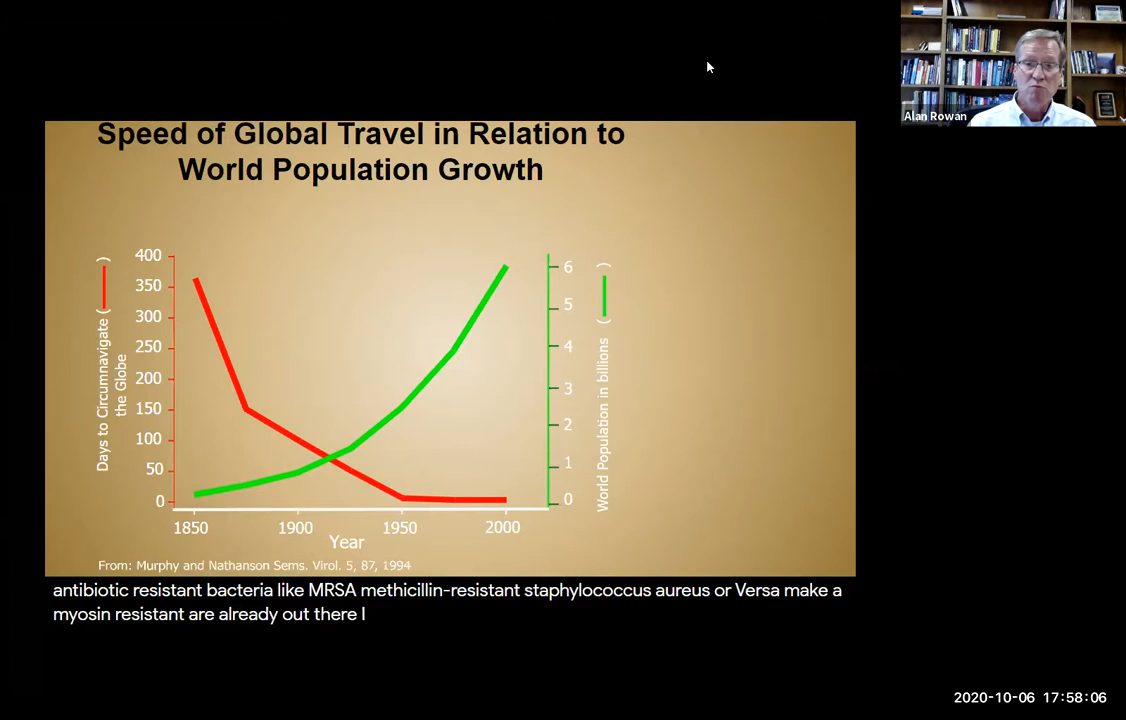 Alan Rowan
Speed of Global Travel in Relation to
World Population Growth
Days to Circumnavigate ( )
the Globe
400
350
300
250
200
150
100
50
0
6
5
4
3
2
1
0
World Population in billions ( )
1850 1900 1950 2000
Year
From: Murphy and Nathanson Sems. Virol. 5, 87, 1994
antibiotic resistant bacteria like MRSA methicillin-resistant staphylococcus aureus or Versa make a
myosin resistant are already out there I
2020-10-06 17:58:06